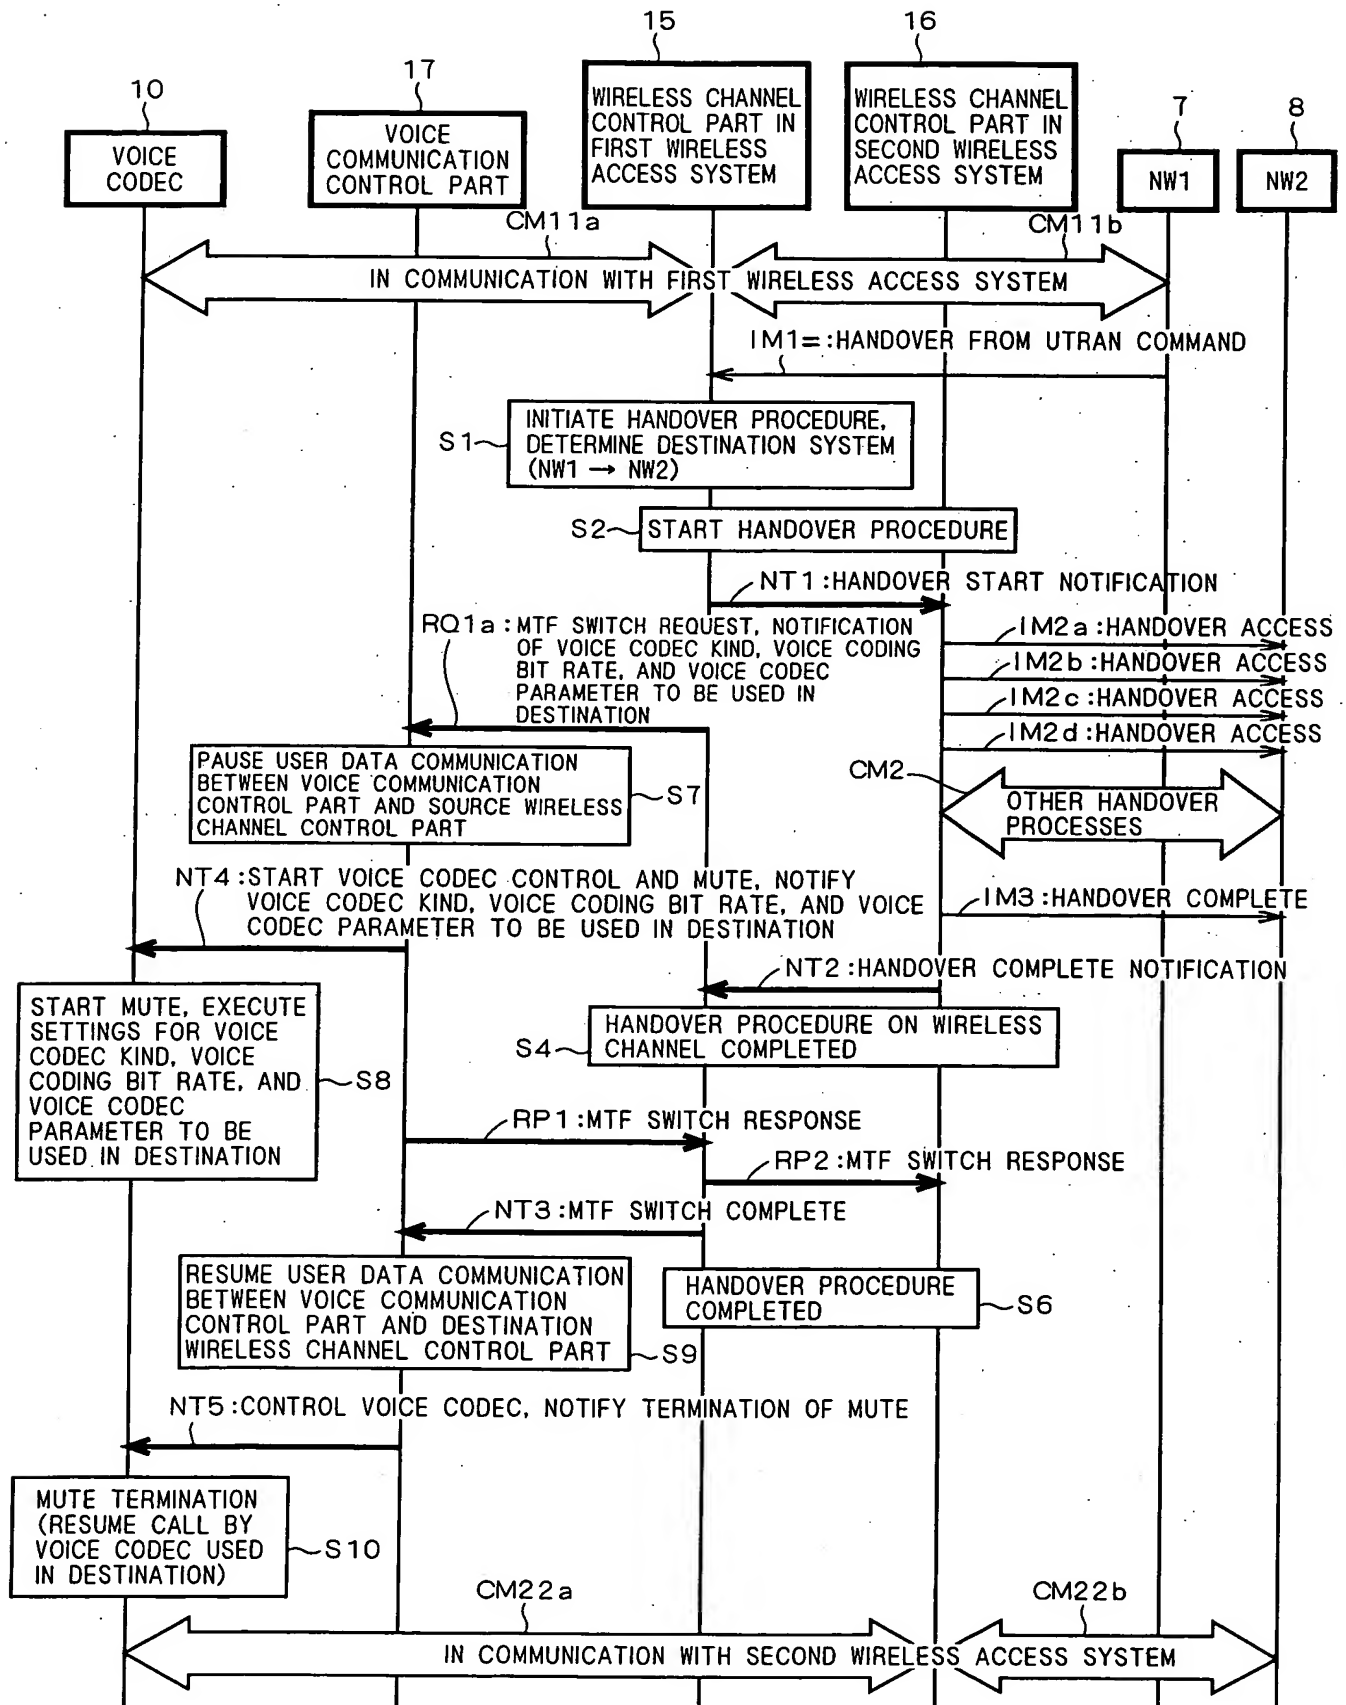 15
16
17
10
7
8
WIRELESS CHANNEL
CONTROL PART IN
FIRST WIRELESS
ACCESS SYSTEM
WIRELESS CHANNEL
CONTROL PART IN
SECOND WIRELESS
ACCESS SYSTEM
VOICE
COMMUNICATION
CONTROL PART
VOICE
CODEC
NW1
NW2
CM11a
CM11b
IN COMMUNICATION WITH FIRST WIRELESS ACCESS SYSTEM
IM1=:HANDOVER FROM UTRAN COMMAND
S1
INITIATE HANDOVER PROCEDURE,
DETERMINE DESTINATION SYSTEM
(NW1 → NW2)
S2
START HANDOVER PROCEDURE
NT1:HANDOVER START NOTIFICATION
RQ1a:MTF SWITCH REQUEST, NOTIFICATION
OF VOICE CODEC KIND, VOICE CODING
BIT RATE, AND VOICE CODEC
PARAMETER TO BE USED IN
DESTINATION
IM2a:HANDOVER ACCESS
IM2b:HANDOVER ACCESS
IM2c:HANDOVER ACCESS
IM2d:HANDOVER ACCESS
PAUSE USER DATA COMMUNICATION
BETWEEN VOICE COMMUNICATION
CONTROL PART AND SOURCE WIRELESS
CHANNEL CONTROL PART
S7
CM2
OTHER HANDOVER
PROCESSES
NT4:START VOICE CODEC CONTROL AND MUTE, NOTIFY
VOICE CODEC KIND, VOICE CODING BIT RATE, AND VOICE
CODEC PARAMETER TO BE USED IN DESTINATION
IM3:HANDOVER COMPLETE
NT2:HANDOVER COMPLETE NOTIFICATION
START MUTE, EXECUTE
SETTINGS FOR VOICE
CODEC KIND, VOICE
CODING BIT RATE, AND
VOICE CODEC
PARAMETER TO BE
USED IN DESTINATION
S8
S4
HANDOVER PROCEDURE ON WIRELESS
CHANNEL COMPLETED
RP1:MTF SWITCH RESPONSE
RP2:MTF SWITCH RESPONSE
NT3:MTF SWITCH COMPLETE
RESUME USER DATA COMMUNICATION
BETWEEN VOICE COMMUNICATION
CONTROL PART AND DESTINATION
WIRELESS CHANNEL CONTROL PART
S9
HANDOVER PROCEDURE
COMPLETED
S6
NT5:CONTROL VOICE CODEC, NOTIFY TERMINATION OF MUTE
MUTE TERMINATION
(RESUME CALL BY
VOICE CODEC USED
IN DESTINATION)
S10
CM22a
CM22b
IN COMMUNICATION WITH SECOND WIRELESS ACCESS SYSTEM